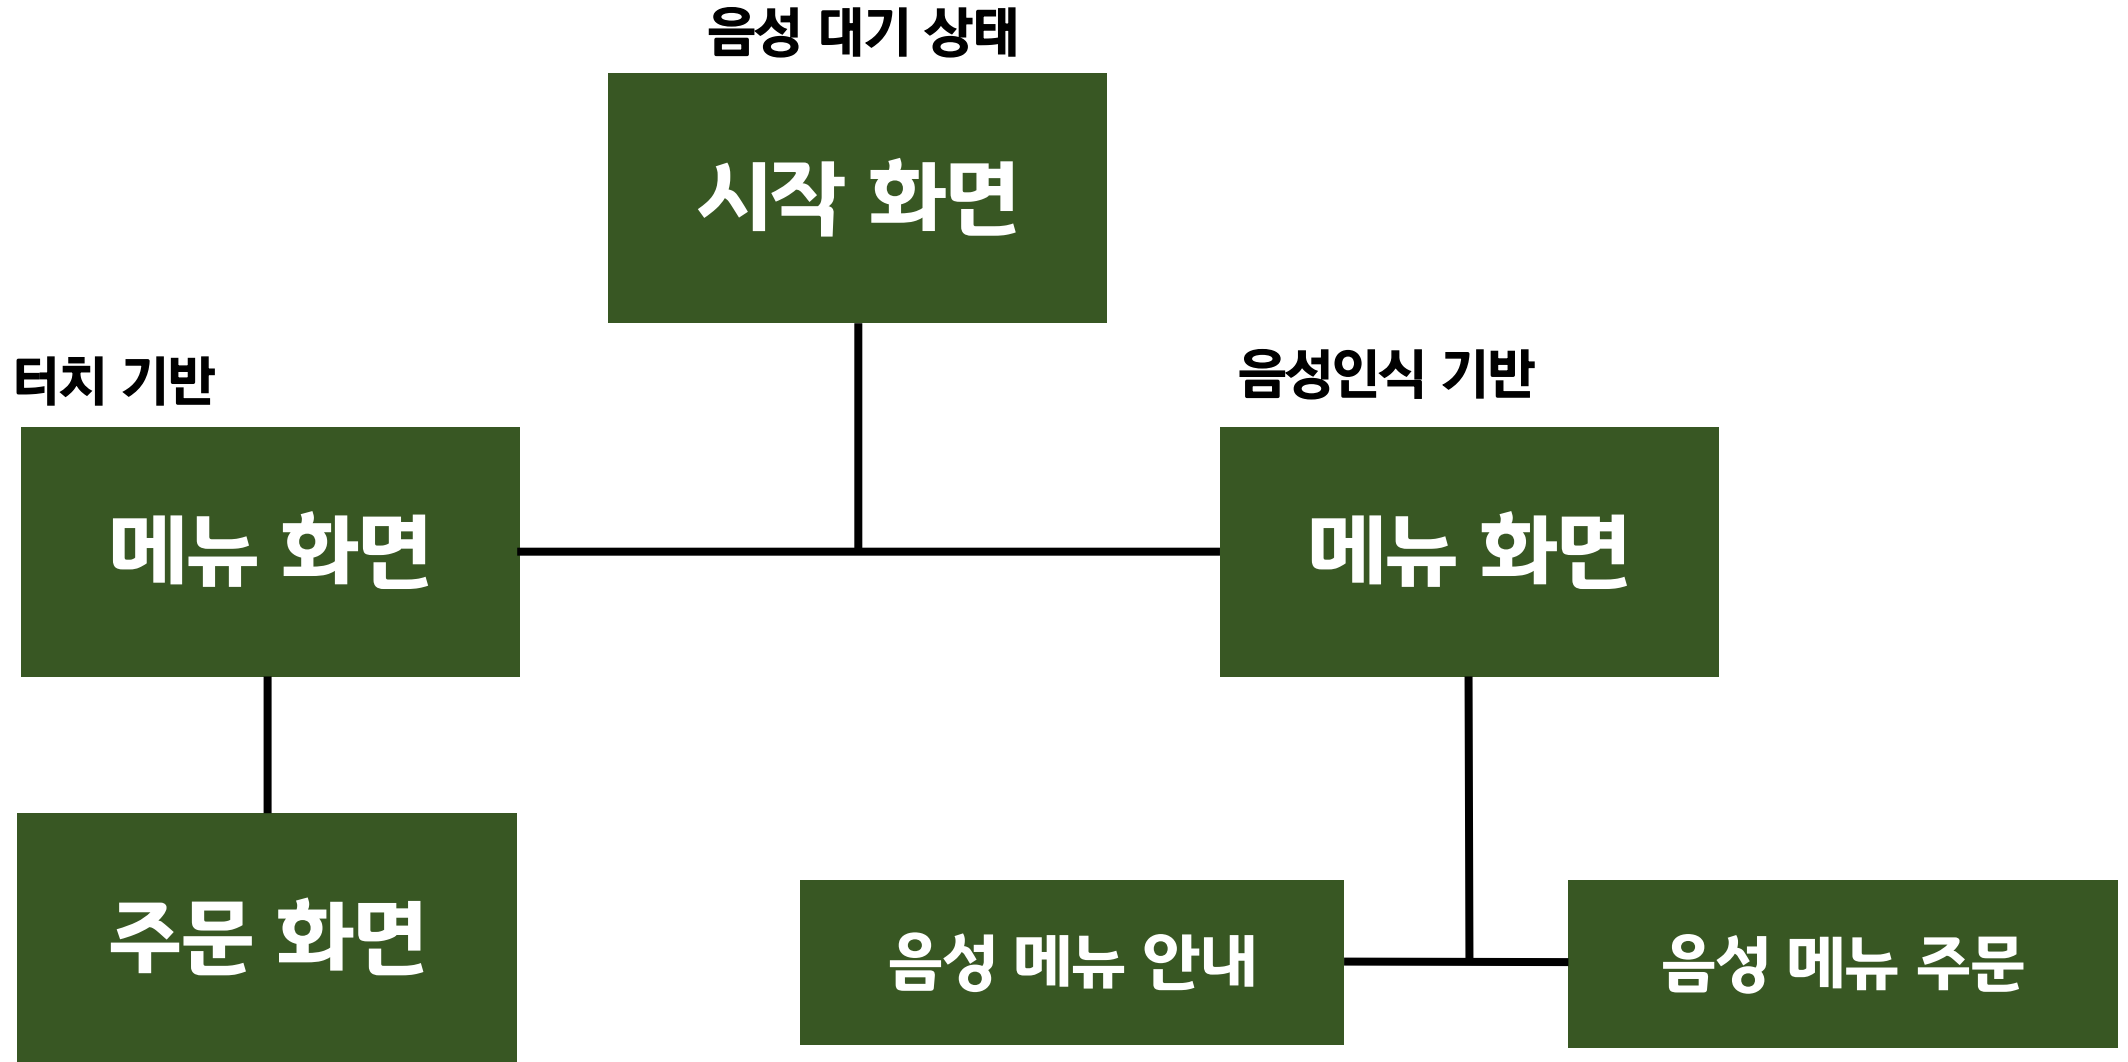 음성 대기 상태
시작 화면
터치 기반
음성인식 기반
메뉴 화면
메뉴 화면
주문 화면
음성 메뉴 안내
음성 메뉴 주문